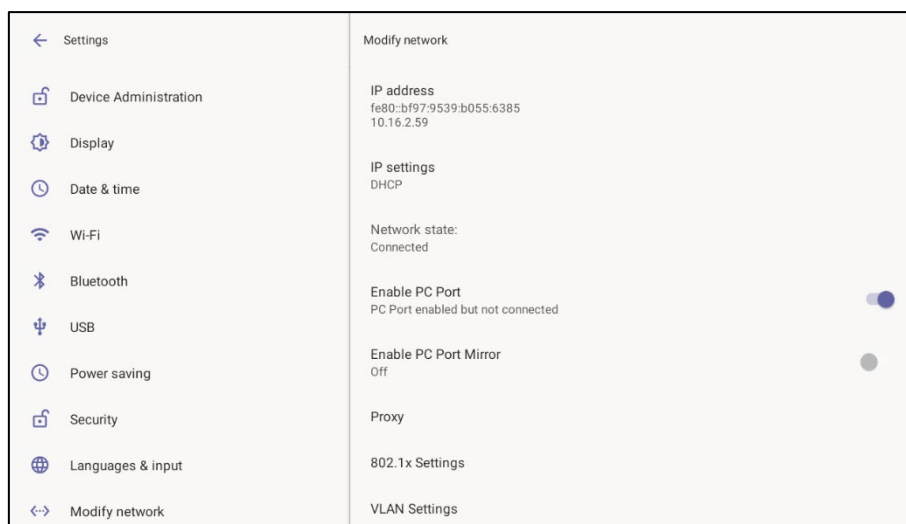 Settings
Device Administration
Display
Date & time
Wi-Fi
Bluetooth
USB
Power saving
Security
Languages & input
Modify network
Modify network
IP address
fe80::bf97:9539:b055:6385
10.16.2.59
IP settings
DHCP
Network state:
Connected
Enable PC Port
PC Port enabled but not connected
Enable PC Port Mirror
Off
Proxy
802.1x Settings
VLAN Settings